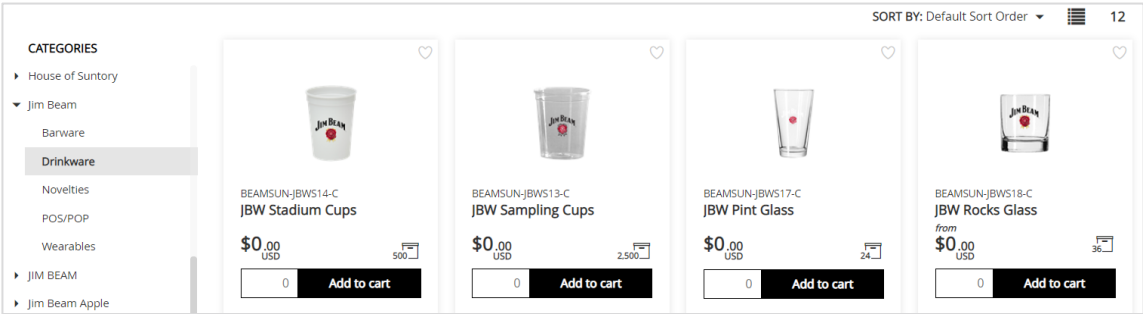 SORT BY: Default Sort Order 12
CATEGORIES
House of Suntory
Jim Beam
Barware
Drinkware
Novelties
POS/POP
Wearables
JIM BEAM
Jim Beam Apple
JIM BEAM
BEAMSUN-JBWS14-C
JBW Stadium Cups
$0.00
USD
500
0 Add to cart
JIM BEAM
BEAMSUN-JBWS13-C
JBW Sampling Cups
$0.00
USD
2,500
0 Add to cart
BEAMSUN-JBWS17-C
JBW Pint Glass
$0.00
USD
24
0 Add to cart
JIM BEAM
BEAMSUN-JBWS18-C
JBW Rocks Glass
from
$0.00
USD
36
0 Add to cart